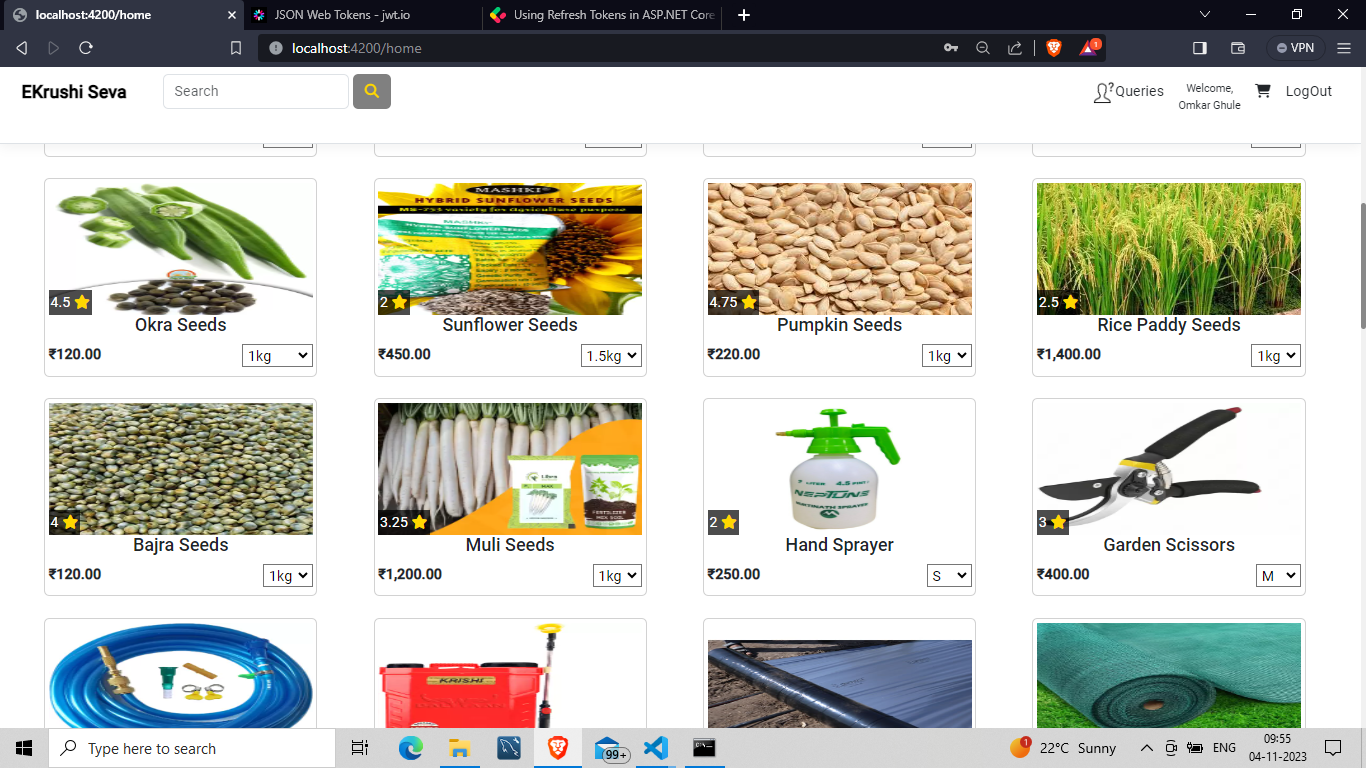 localhost:4200/home
JSON Web Tokens - jwt.io
Using Refresh Tokens in ASP.NET Core
localhost:4200/home
1
VPN
EKrushi Seva
Search
?
Queries
Welcome,
Omkar Ghule
LogOut
MASHKI
HYBRID SUNFLOWER SEEDS
4.5
2
4.75
2.5
Okra Seeds
Sunflower Seeds
Pumpkin Seeds
Rice Paddy Seeds
₹120.00
1kg
₹450.00
1.5kg
₹220.00
1kg
₹1,400.00
1kg
NEPTUNE
4
3.25
2
3
Bajra Seeds
Muli Seeds
Hand Sprayer
Garden Scissors
₹120.00
1kg
₹1,200.00
1kg
₹250.00
S
₹400.00
M
KRISHI
Type here to search
99+
1
22°C Sunny
ENG
09:55
04-11-2023